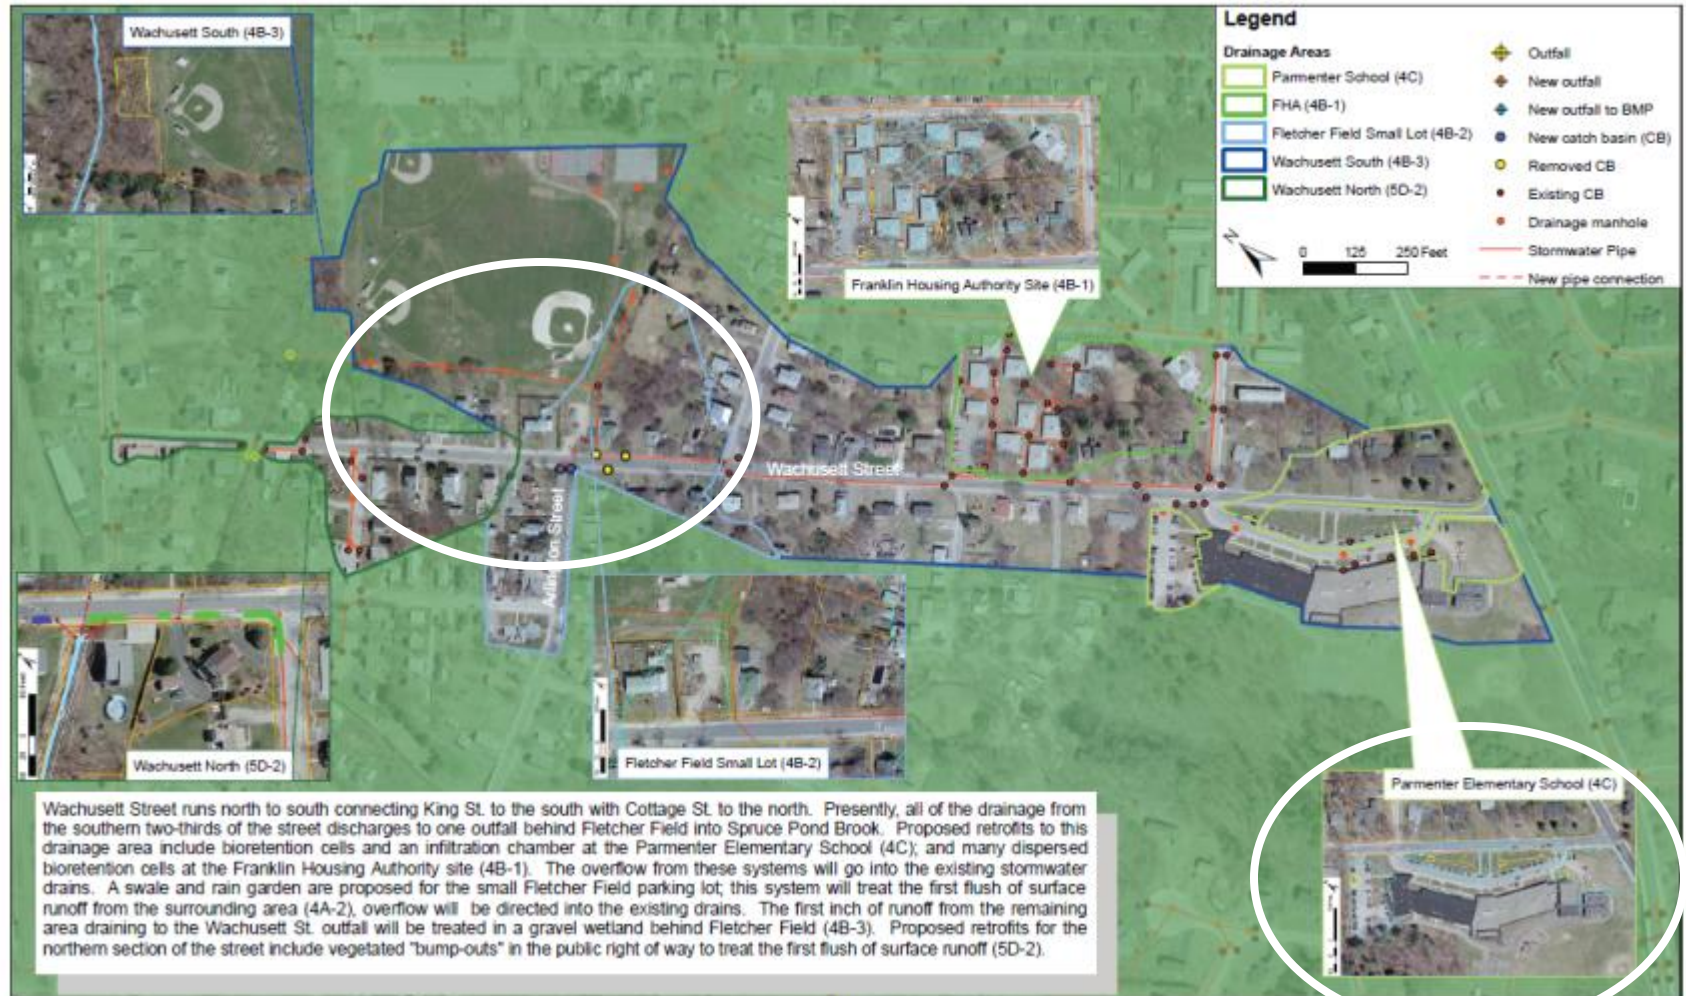 Wachusett South (4B-3)
Legend
Drainage Areas
Parmenter School (4C)
FHA (4B-1)
Fletcher Field Small Lot (4B-2)
Wachusett South (4B-3)
Wachusett North (5D-2)
Outfall
New outfall
New outfall to BMP
New catch basin (CB)
Removed CB
Existing CB
Drainage manhole
Stormwater Pipe
New pipe connection
N
0 125 250 Feet
Franklin Housing Authority Site (4B-1)
Wachusett Street
Arlington Street
Wachusett North (5D-2)
Fletcher Field Small Lot (4B-2)
Parmenter Elementary School (4C)
Wachusett Street runs north to south connecting King St. to the south with Cottage St. to the north. Presently, all of the drainage from
the southern two-thirds of the street discharges to one outfall behind Fletcher Field into Spruce Pond Brook. Proposed retrofits to this
drainage area include bioretention cells and an infiltration chamber at the Parmenter Elementary School (4C); and many dispersed
bioretention cells at the Franklin Housing Authority site (4B-1). The overflow from these systems will go into the existing stormwater
drains. A swale and rain garden are proposed for the small Fletcher Field parking lot; this system will treat the first flush of surface
runoff from the surrounding area (4A-2), overflow will be directed into the existing drains. The first inch of runoff from the remaining
area draining to the Wachusett St. outfall will be treated in a gravel wetland behind Fletcher Field (4B-3). Proposed retrofits for the
northern section of the street include vegetated "bump-outs" in the public right of way to treat the first flush of surface runoff (5D-2).